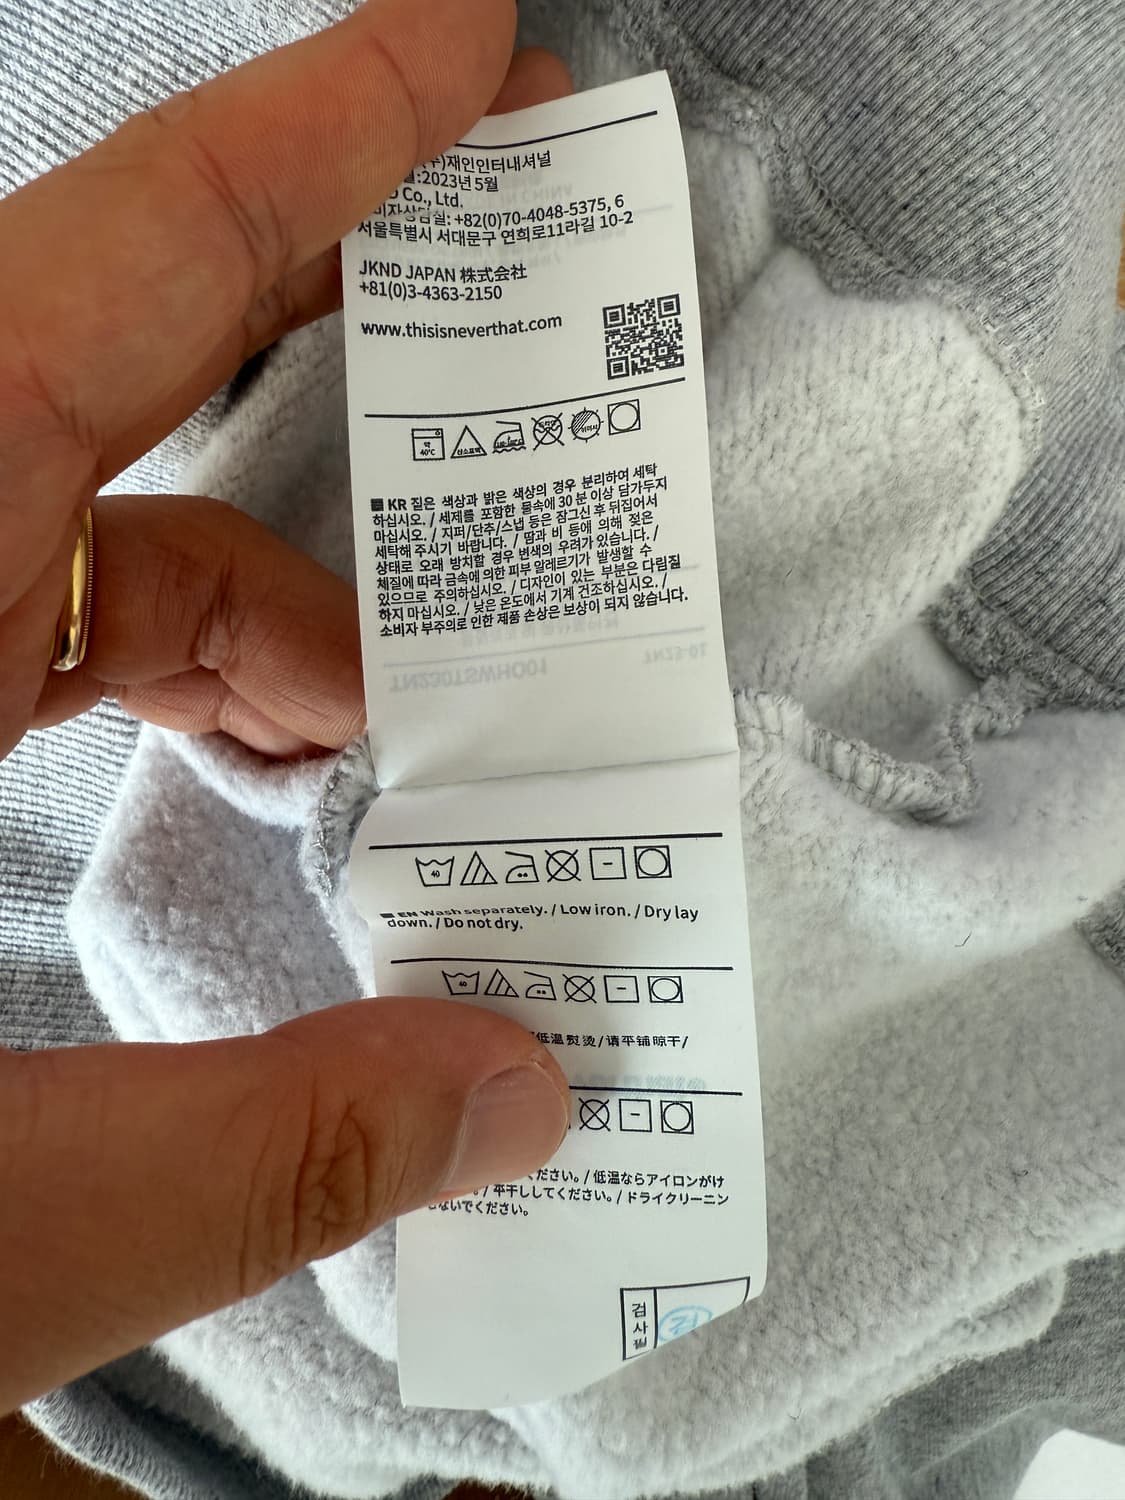 재인인터내셔널
:2023년 5월
Co., Ltd.
상담실: +82(0)70-4048-5375, 6
서울특별시 서대문구 연희로11라길 10-2
JKND JAPAN 株式会社
+81(0)3-4363-2150
www.thisisneverthat.com
약
40°C
산소표백
KR 짙은 색상과 밝은 색상의 경우 분리하여 세탁
하십시오. / 세제를 포함한 물속에 30분 이상 담가두지
마십시오. / 지퍼/단추/스냅 등은 잠그신 후 뒤집어서
세탁해 주시기 바랍니다. / 땀과 비 등에 의해 젖은
상태로 오래 방치할 경우 변색의 우려가 있습니다. /
체질에 따라 금속에 의한 피부 알레르기가 발생할 수
있으므로 주의하십시오. / 디자인이 있는 부분은 다림질
하지 마십시오. / 낮은 온도에서 기계 건조하십시오. /
소비자 부주의로 인한 제품 손상은 보상이 되지 않습니다.
TN230TSWHO01
TN23-01
40
EN Wash separately. / Low iron. / Dry lay
down. / Do not dry.
40
低温熨烫/请平铺晾干/
ださい。/ 低温ならアイロンがけ
/ 平干ししてください。/ ドライクリーニン
ないでください。
검사필